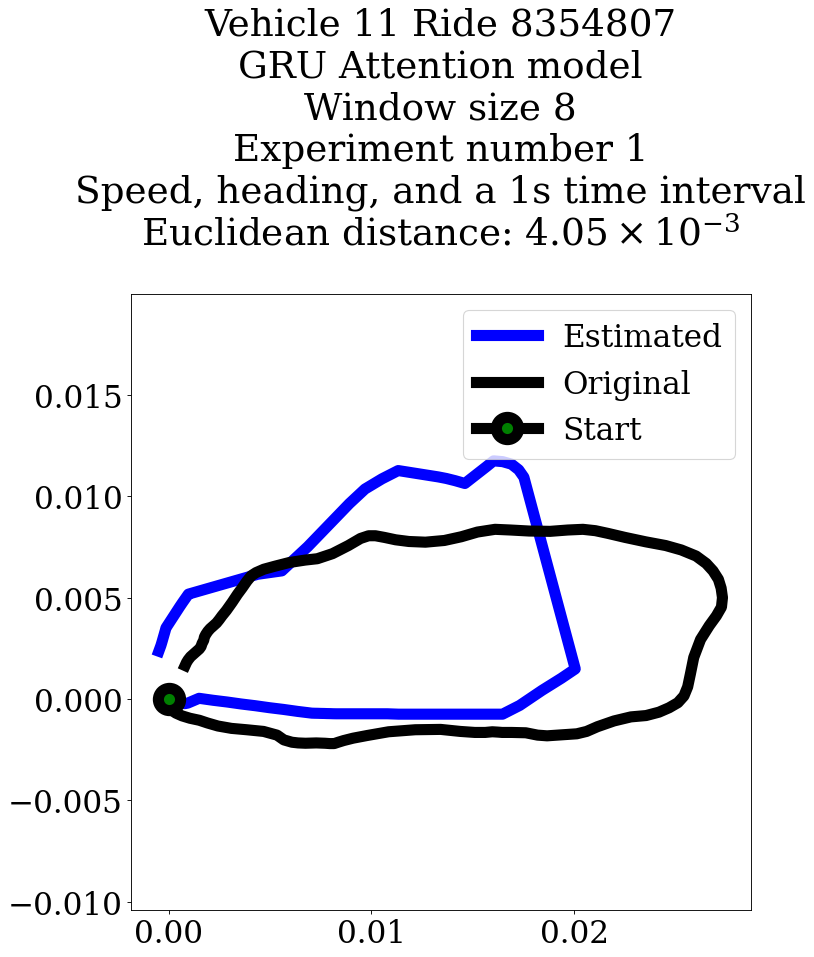 Vehicle 11 Ride 8354807
GRU Attention model
Window size 8
Experiment number 1
Speed, heading, and a 1s time interval
Euclidean distance: 4.05 × 10⁻³
Estimated
Original
Start
0.015
0.010
0.005
0.000
−0.005
−0.010
0.00 0.01 0.02